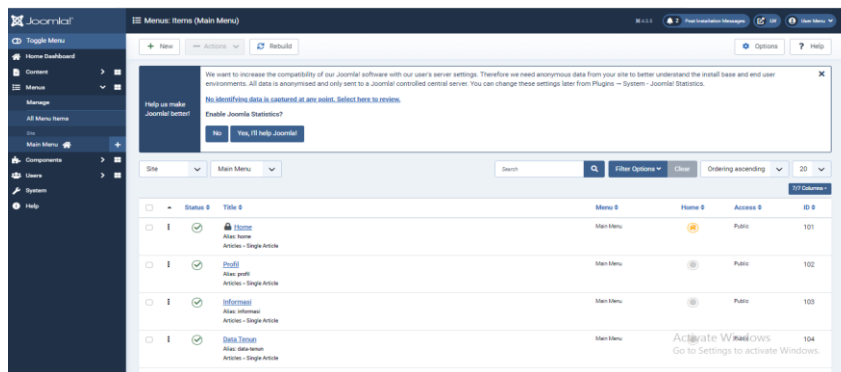 Joomla!
Menus: Items (Main Menu)
4.3.3
2 Post Installation Messages
User Menu
Toggle Menu
Home Dashboard
Content
Menus
Manage
All Menu Items
Site
Main Menu
Components
Users
System
Help
New
Actions
Rebuild
Options
Help
Help us make
Joomla! better!
We want to increase the compatibility of our Joomla! software with our user's server settings. Therefore we need anonymous data from your site to better understand the install base and end user
environments. All data is anonymised and only sent to a Joomla! controlled central server. You can change these settings later from Plugins → System - Joomla! Statistics.
No identifying data is captured at any point. Select here to review.
Enable Joomla Statistics?
No
Yes, I'll help Joomla!
Site
Main Menu
Search
Filter Options
Clear
Ordering ascending
20
7/7 Columns
Status Title Menu Home Access ID
Home Main Menu Public 101
Alias: home
Articles » Single Article
Profil Main Menu Public 102
Alias: profil
Articles » Single Article
Informasi Main Menu Public 103
Alias: informasi
Articles » Single Article
Data Tenun Main Menu Public 104
Alias: data-tenun
Articles » Single Article
Activate Windows
Go to Settings to activate Windows.